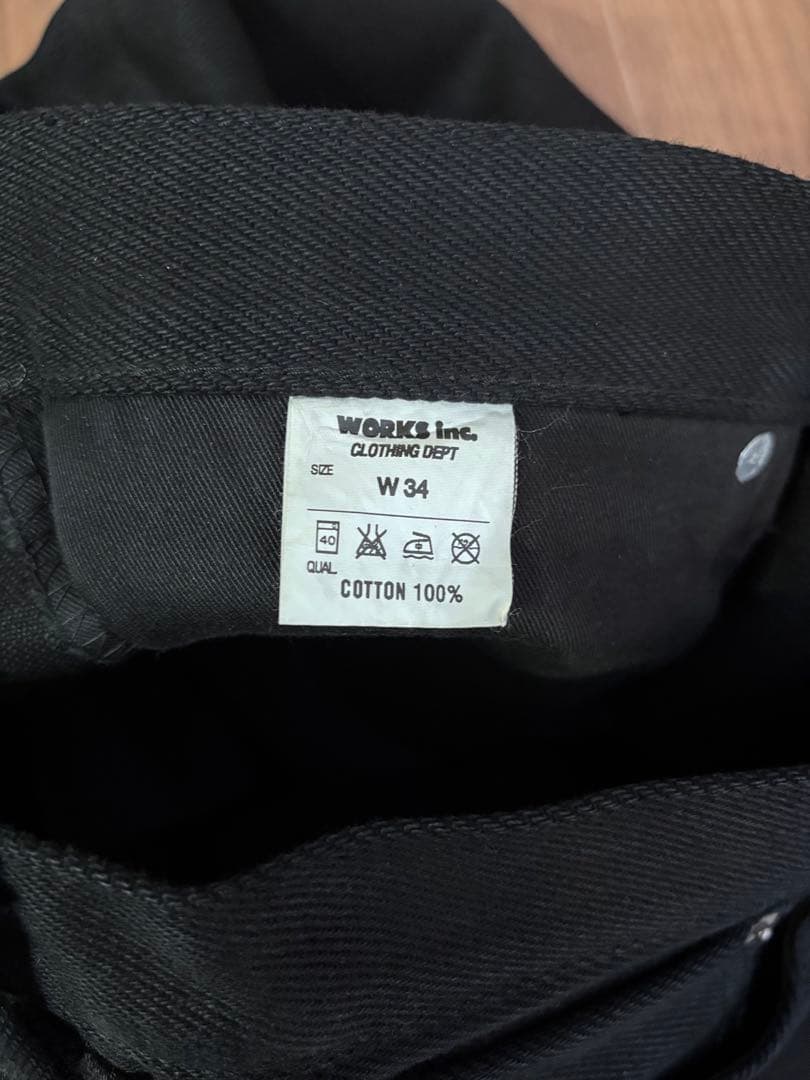 WORKS inc.
CLOTHING DEPT
SIZE
W 34
40
QUAL
COTTON 100%